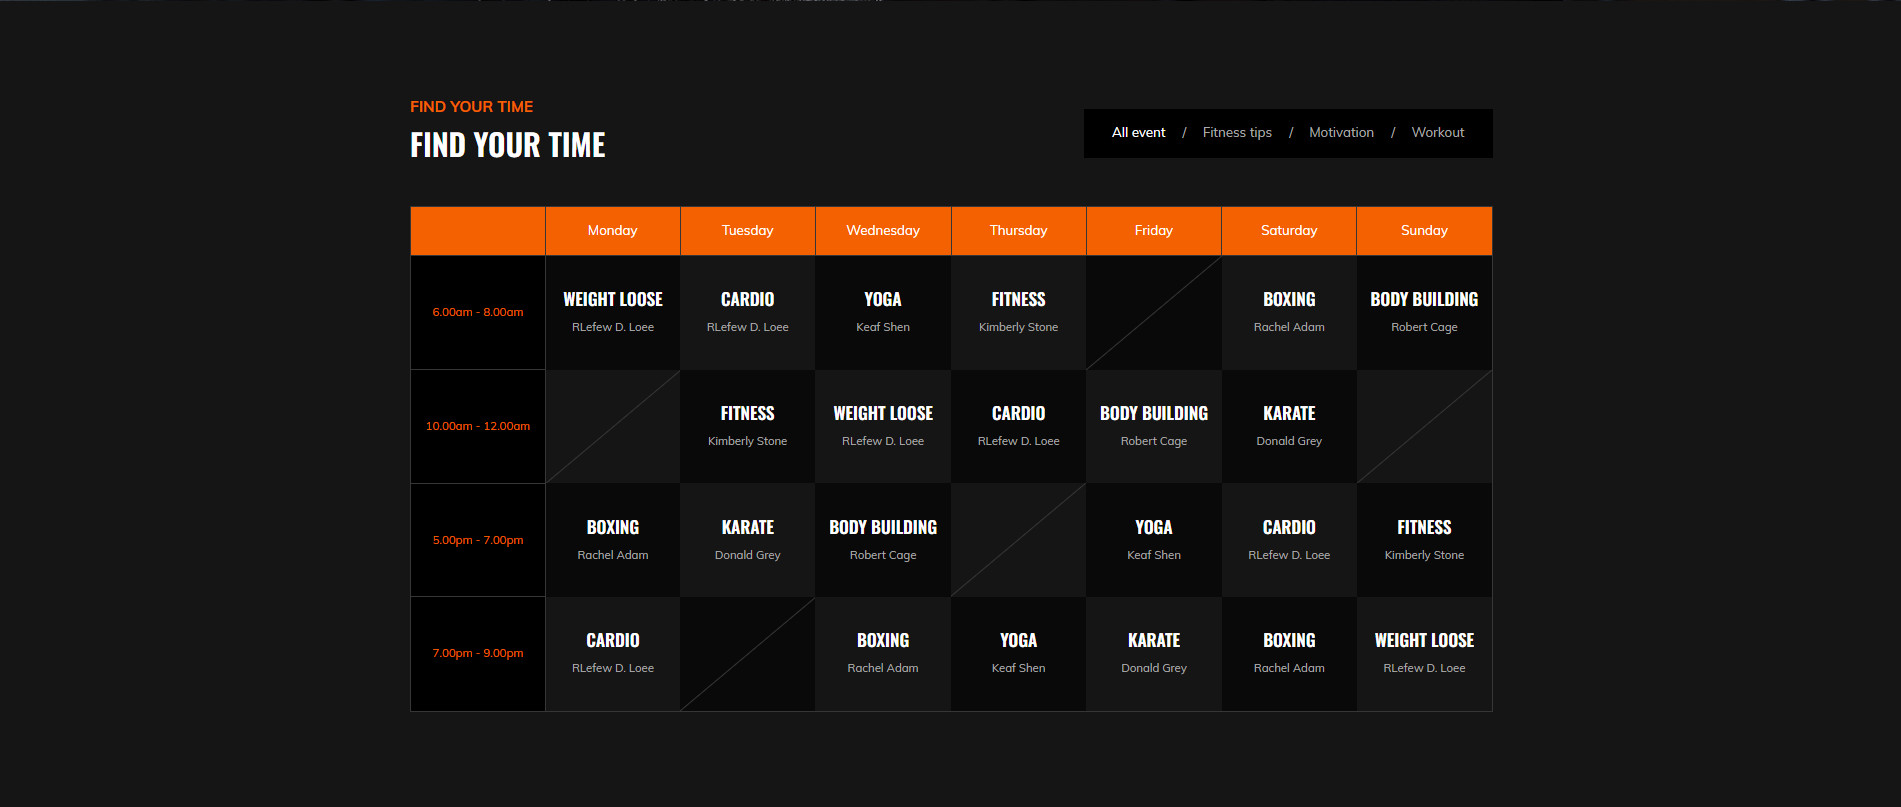 FIND YOUR TIME
FIND YOUR TIME
All event / Fitness tips / Motivation / Workout
Monday Tuesday Wednesday Thursday Friday Saturday Sunday
WEIGHT LOOSE CARDIO YOGA FITNESS BOXING BODY BUILDING
6.00am - 8.00am
RLefew D. Loee RLefew D. Loee Keaf Shen Kimberly Stone Rachel Adam Robert Cage
FITNESS WEIGHT LOOSE CARDIO BODY BUILDING KARATE
10.00am - 12.00am
Kimberly Stone RLefew D. Loee RLefew D. Loee Robert Cage Donald Grey
BOXING KARATE BODY BUILDING YOGA CARDIO FITNESS
5.00pm - 7.00pm
Rachel Adam Donald Grey Robert Cage Keaf Shen RLefew D. Loee Kimberly Stone
CARDIO BOXING YOGA KARATE BOXING WEIGHT LOOSE
7.00pm - 9.00pm
RLefew D. Loee Rachel Adam Keaf Shen Donald Grey Rachel Adam RLefew D. Loee